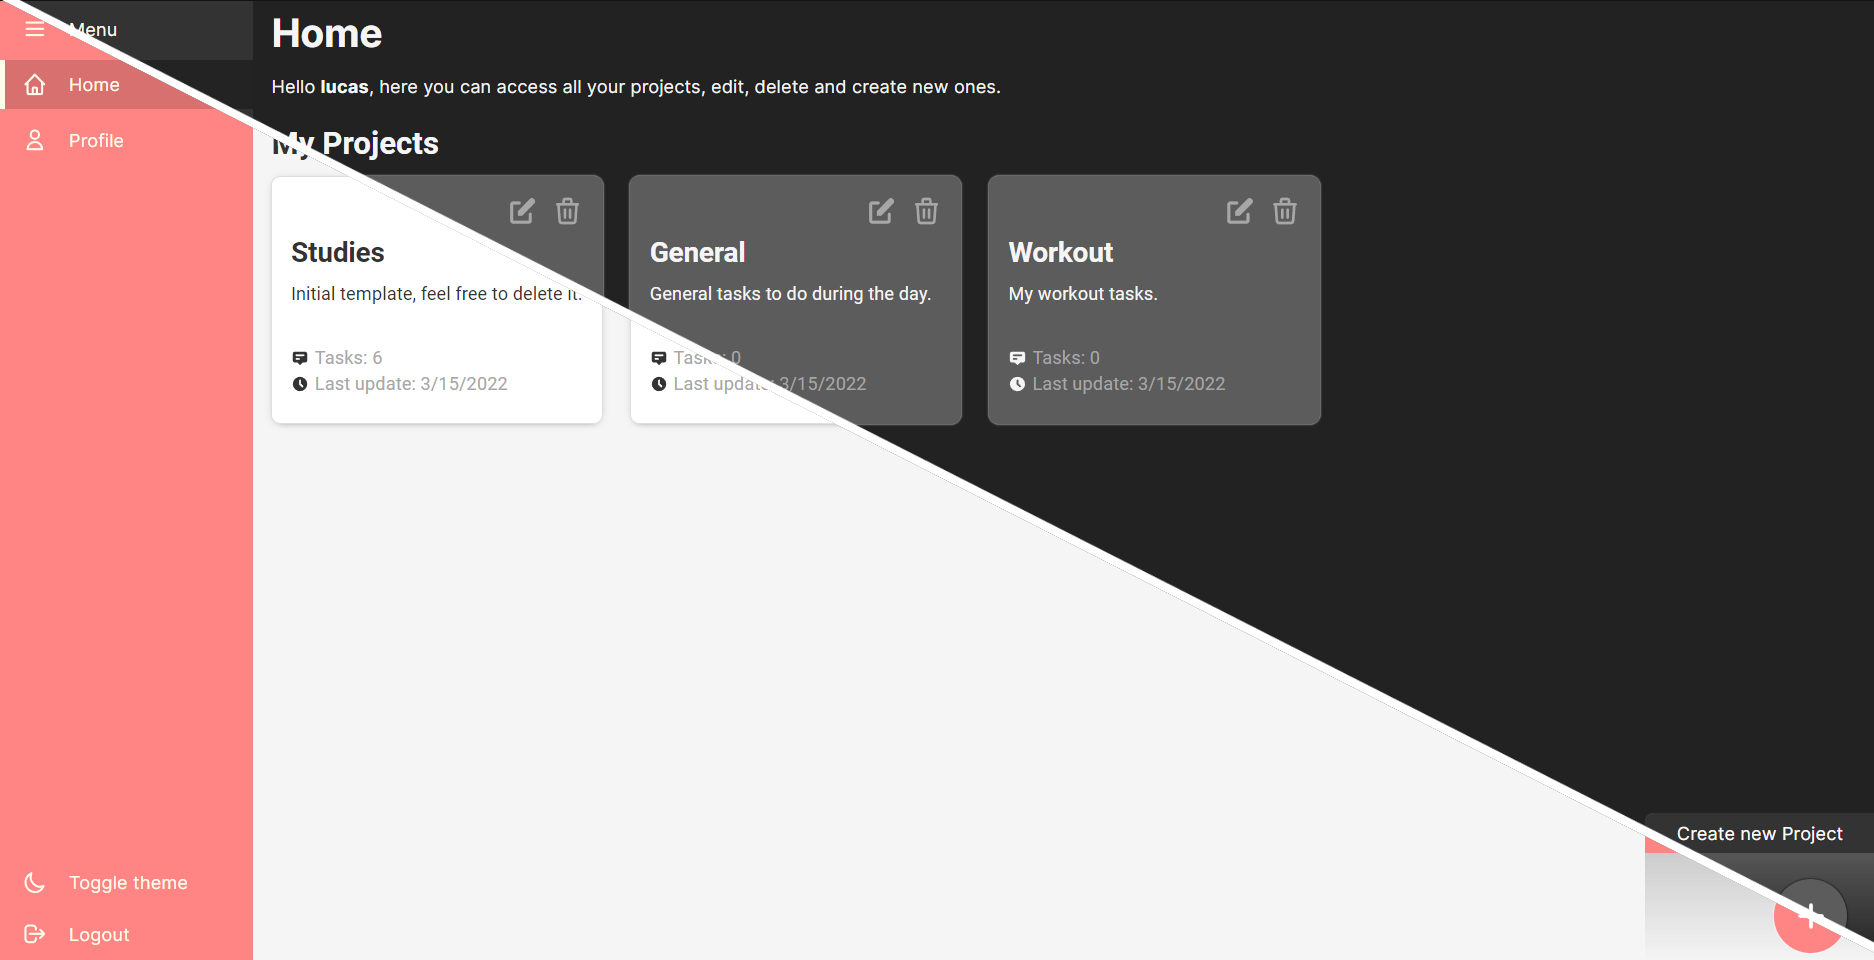 Menu
Home
Profile
Toggle theme
Logout
Home
Hello lucas, here you can access all your projects, edit, delete and create new ones.
My Projects
Studies
Initial template, feel free to delete it.
Tasks: 6
Last update: 3/15/2022
General
General tasks to do during the day.
Tasks: 0
Last update: 3/15/2022
Workout
My workout tasks.
Tasks: 0
Last update: 3/15/2022
Create new Project